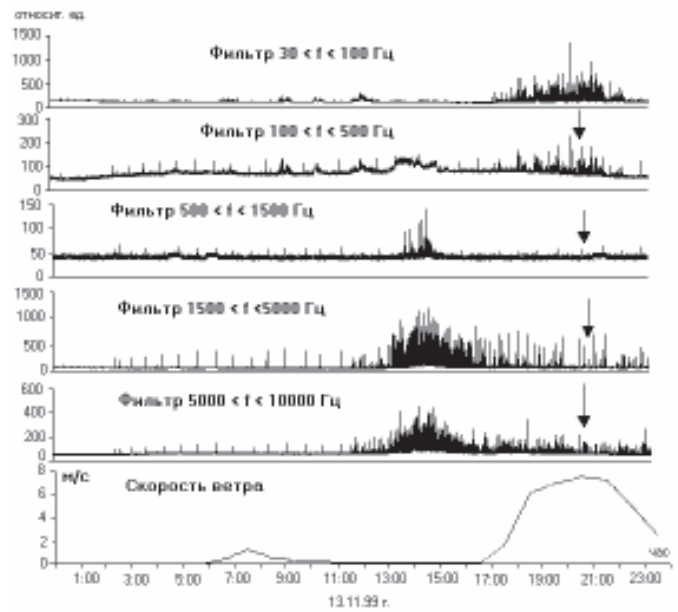 относит. ед.
1500
1000
500
0
Фильтр 30 < f < 100 Гц
300
200
100
0
Фильтр 100 < f < 500 Гц
150
100
50
0
Фильтр 500 < f < 1500 Гц
1500
1000
500
0
Фильтр 1500 < f <5000 Гц
600
400
200
0
Фильтр 5000 < f < 10000 Гц
8
6
4
2
0
м/с
Скорость ветра
час
1:00 3:00 5:00 7:00 9:00 11:00 13:00 15:00 17:00 19:00 21:00 23:00
13.11.99 г.